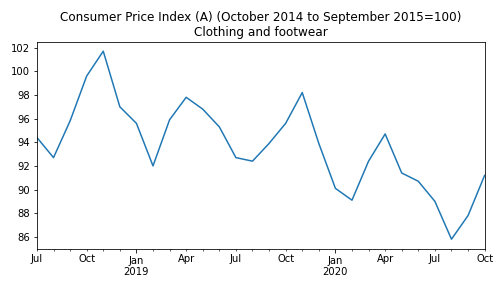 Consumer Price Index (A) (October 2014 to September 2015=100)
Clothing and footwear
102
100
98
96
94
92
90
88
86
Jul
Oct
Jan
2019
Apr
Jul
Oct
Jan
2020
Apr
Jul
Oct